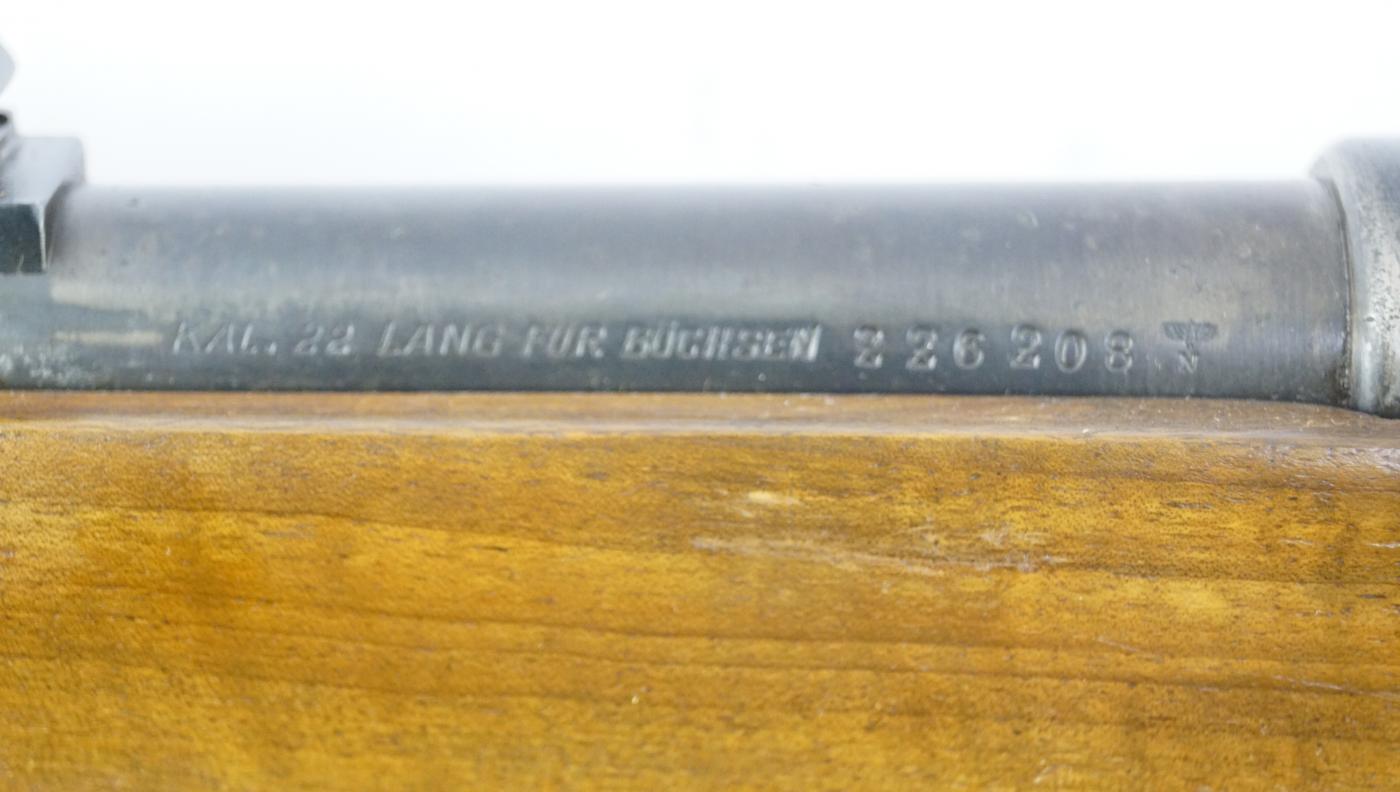 KAL. 22 LANG FÜR BÜCHSEN 226208 N